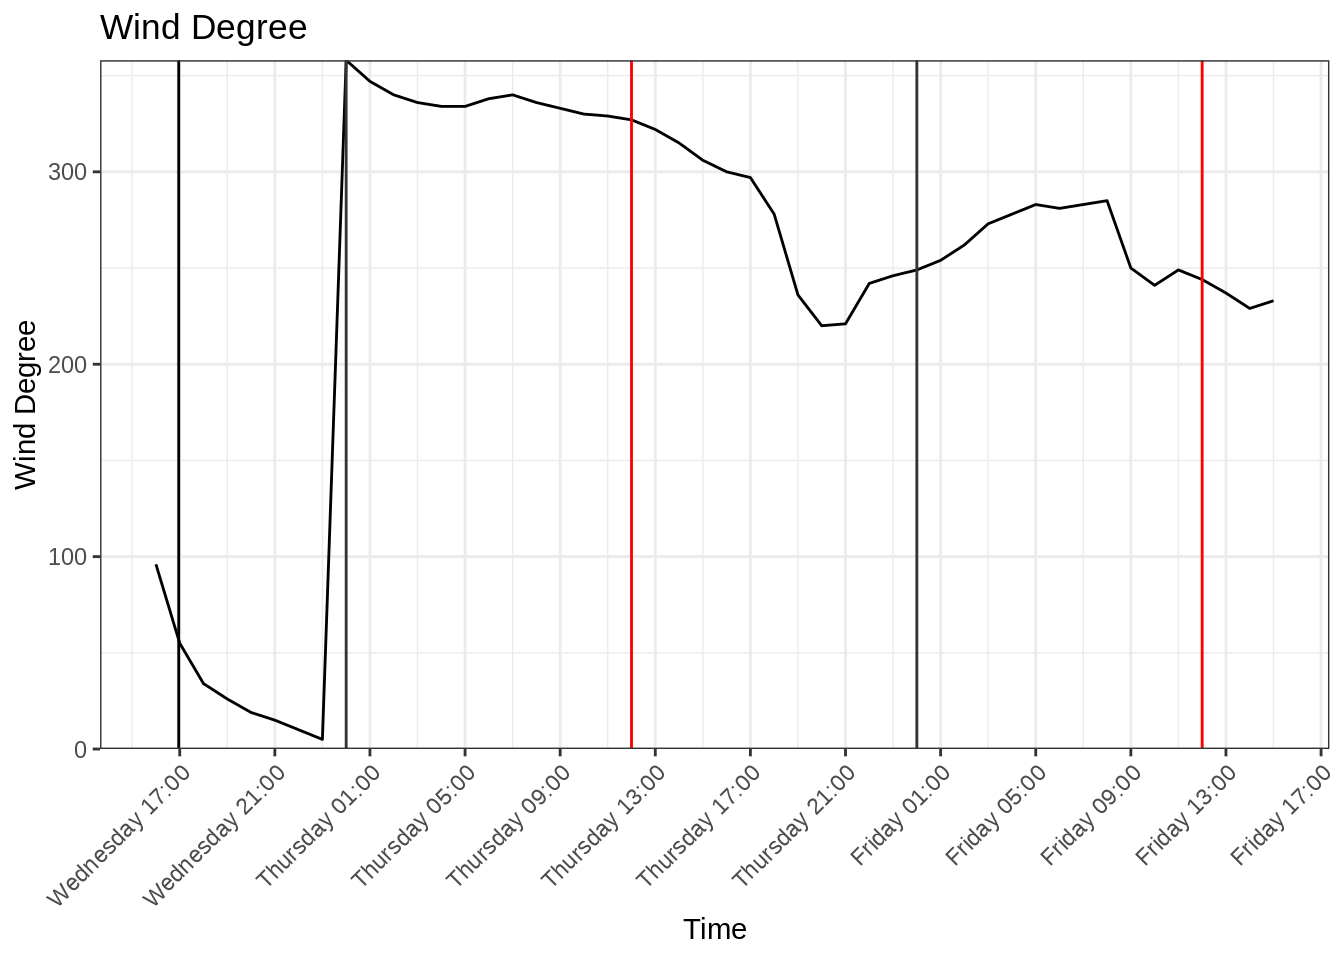 Wind Degree
Wind Degree
300
200
100
0
Wednesday 17:00
Wednesday 21:00
Thursday 01:00
Thursday 05:00
Thursday 09:00
Thursday 13:00
Thursday 17:00
Thursday 21:00
Friday 01:00
Friday 05:00
Friday 09:00
Friday 13:00
Friday 17:00
Time